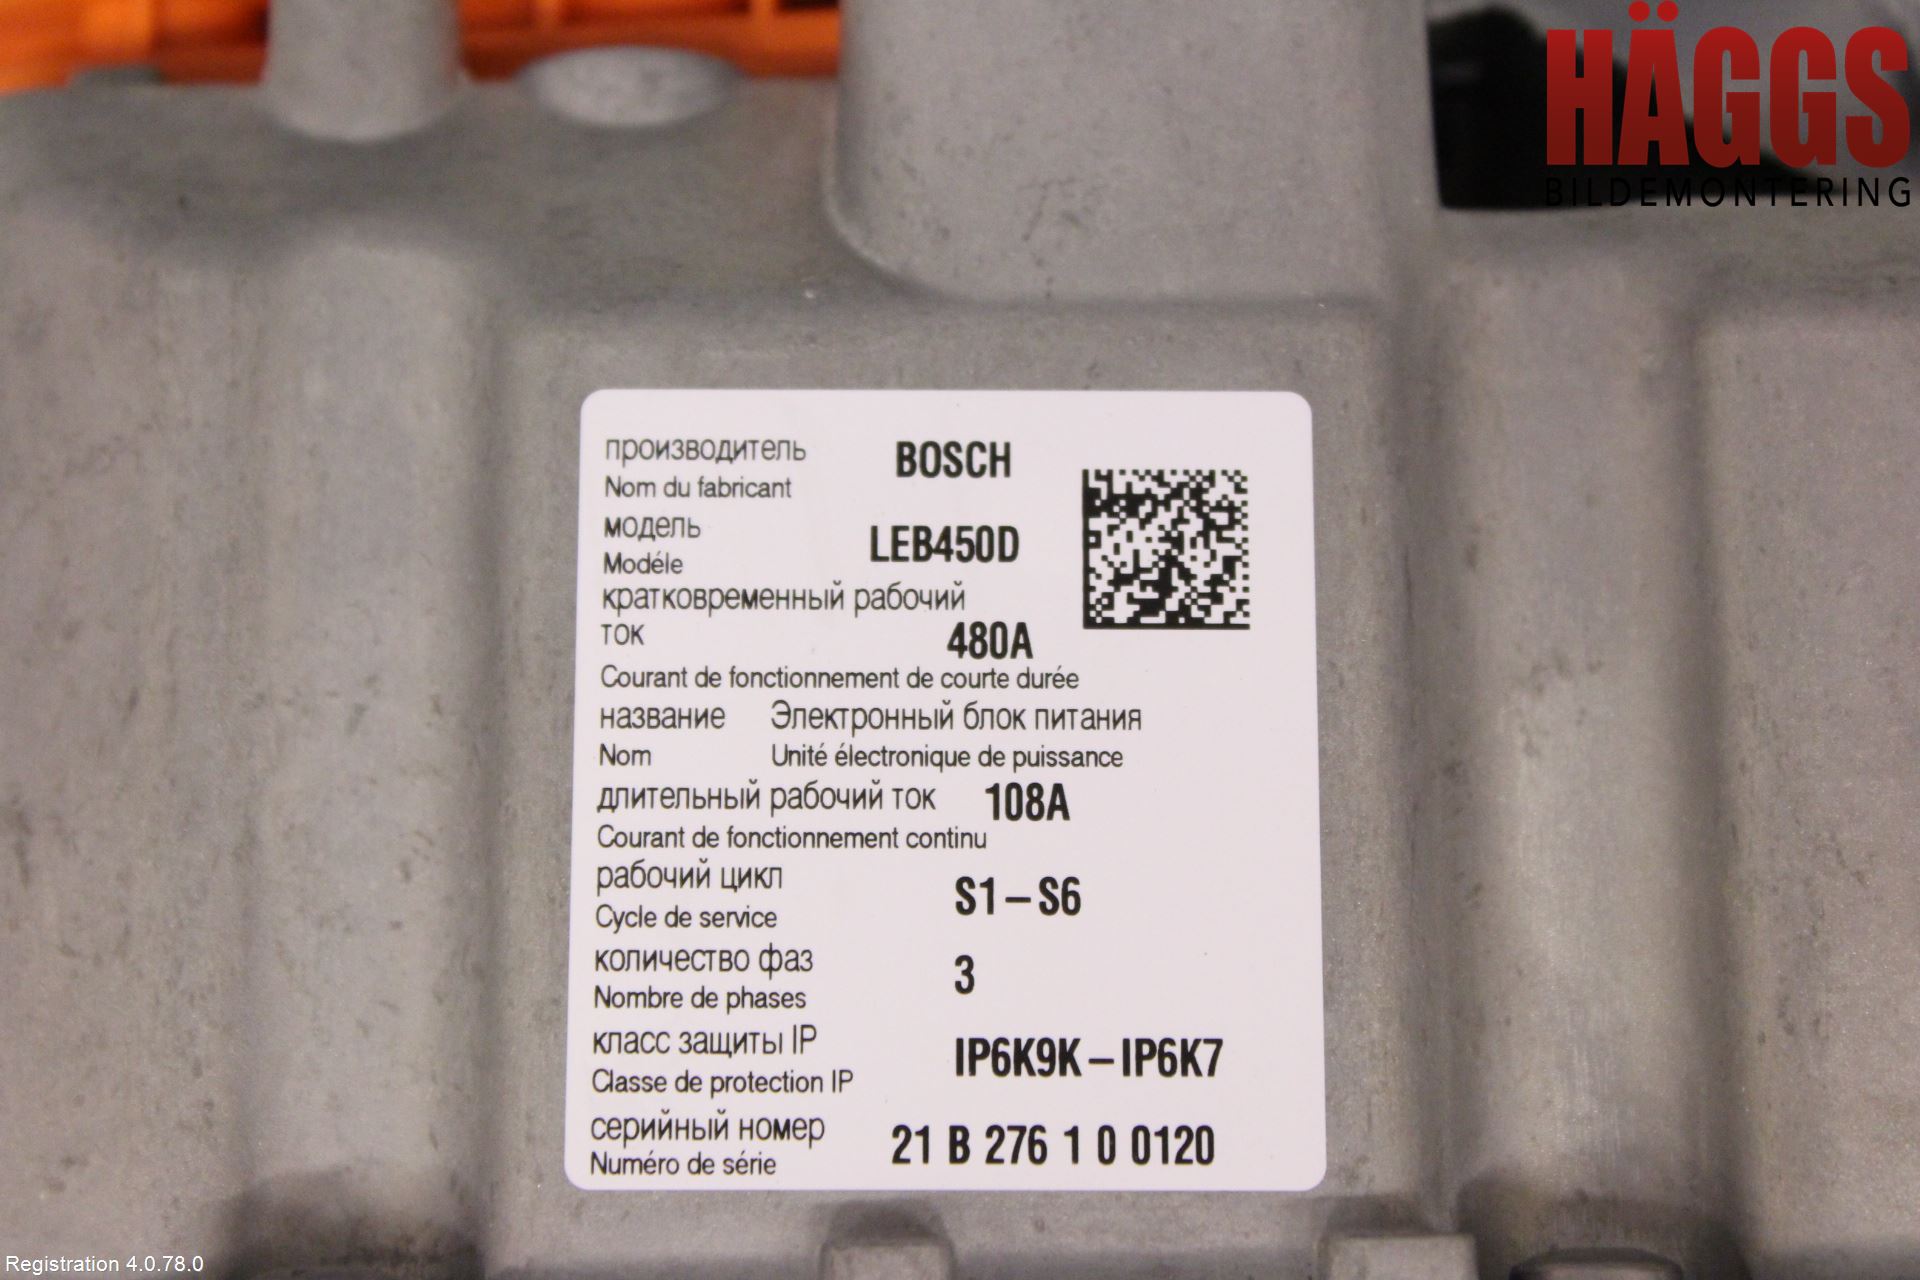 HÄGGS
BILDEMONTERING
производитель BOSCH
Nom du fabricant
модель LEB450D
Modéle
кратковременный рабочий
ток 480A
Courant de fonctionnement de courte durée
название Электронный блок питания
Nom Unité électronique de puissance
длительный рабочий ток 108A
Courant de fonctionnement continu
рабочий цикл S1–S6
Cycle de service
количество фаз 3
Nombre de phases
класс защиты IP IP6K9K–IP6K7
Classe de protection IP
серийный номер 21 B 276 1 0 0120
Numéro de série
Registration 4.0.78.0